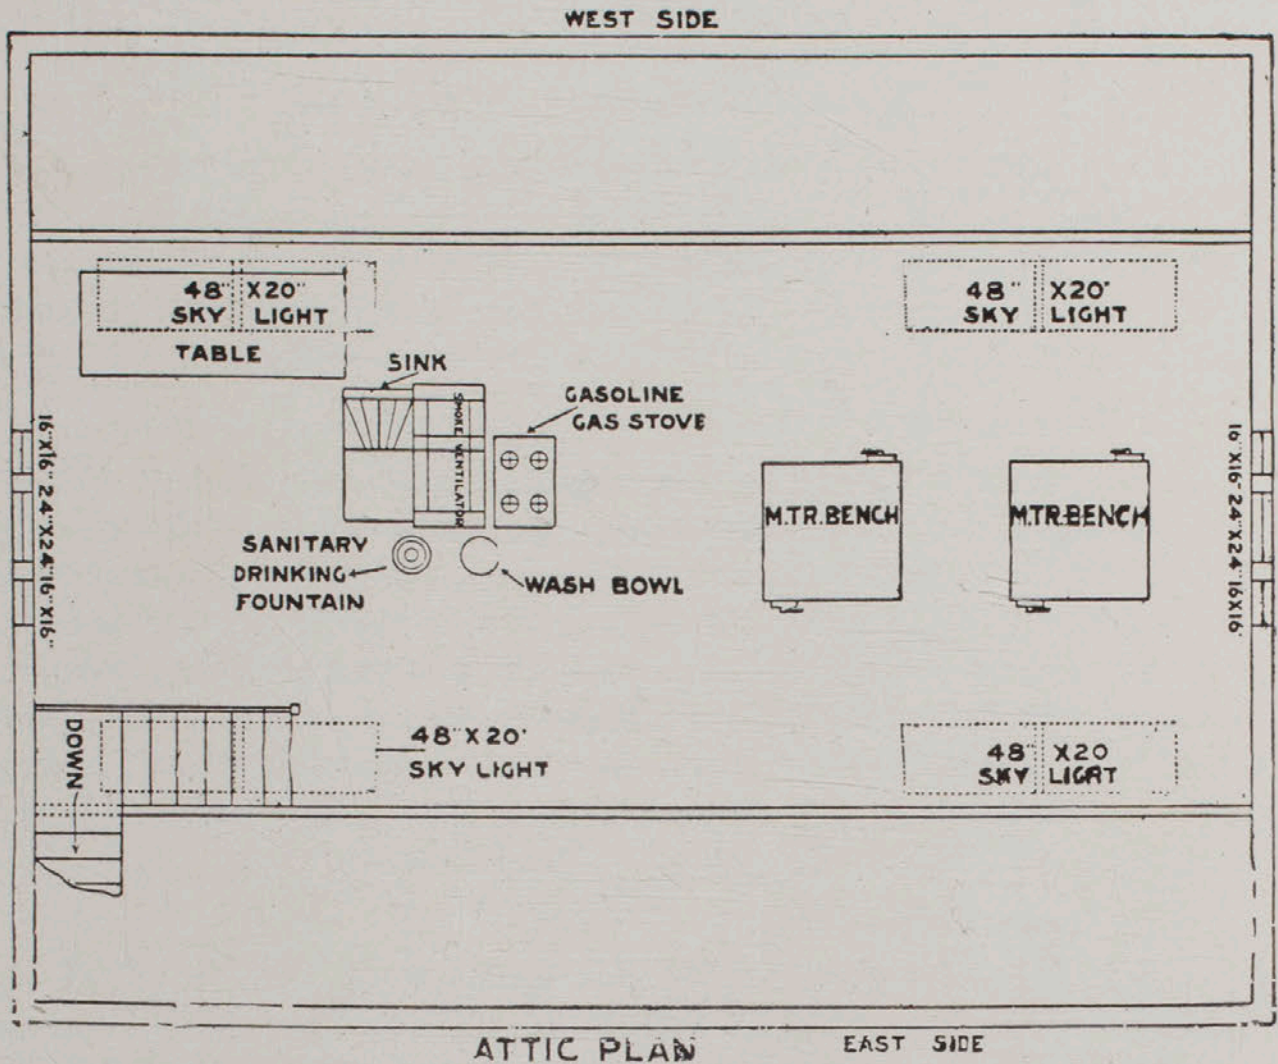 WEST SIDE
48" X20"
SKY LIGHT
TABLE
48" X20"
SKY LIGHT
SINK
SMOKE VENTILATOR
GASOLINE
GAS STOVE
16"X16" 24"X24" 16"X16"
16"X16" 24"X24" 16X16"
M.TR.BENCH
M.TR.BENCH
SANITARY
DRINKING
FOUNTAIN
WASH BOWL
DOWN
48"X20"
SKY LIGHT
48" X20
SKY LIGHT
ATTIC PLAN
EAST SIDE